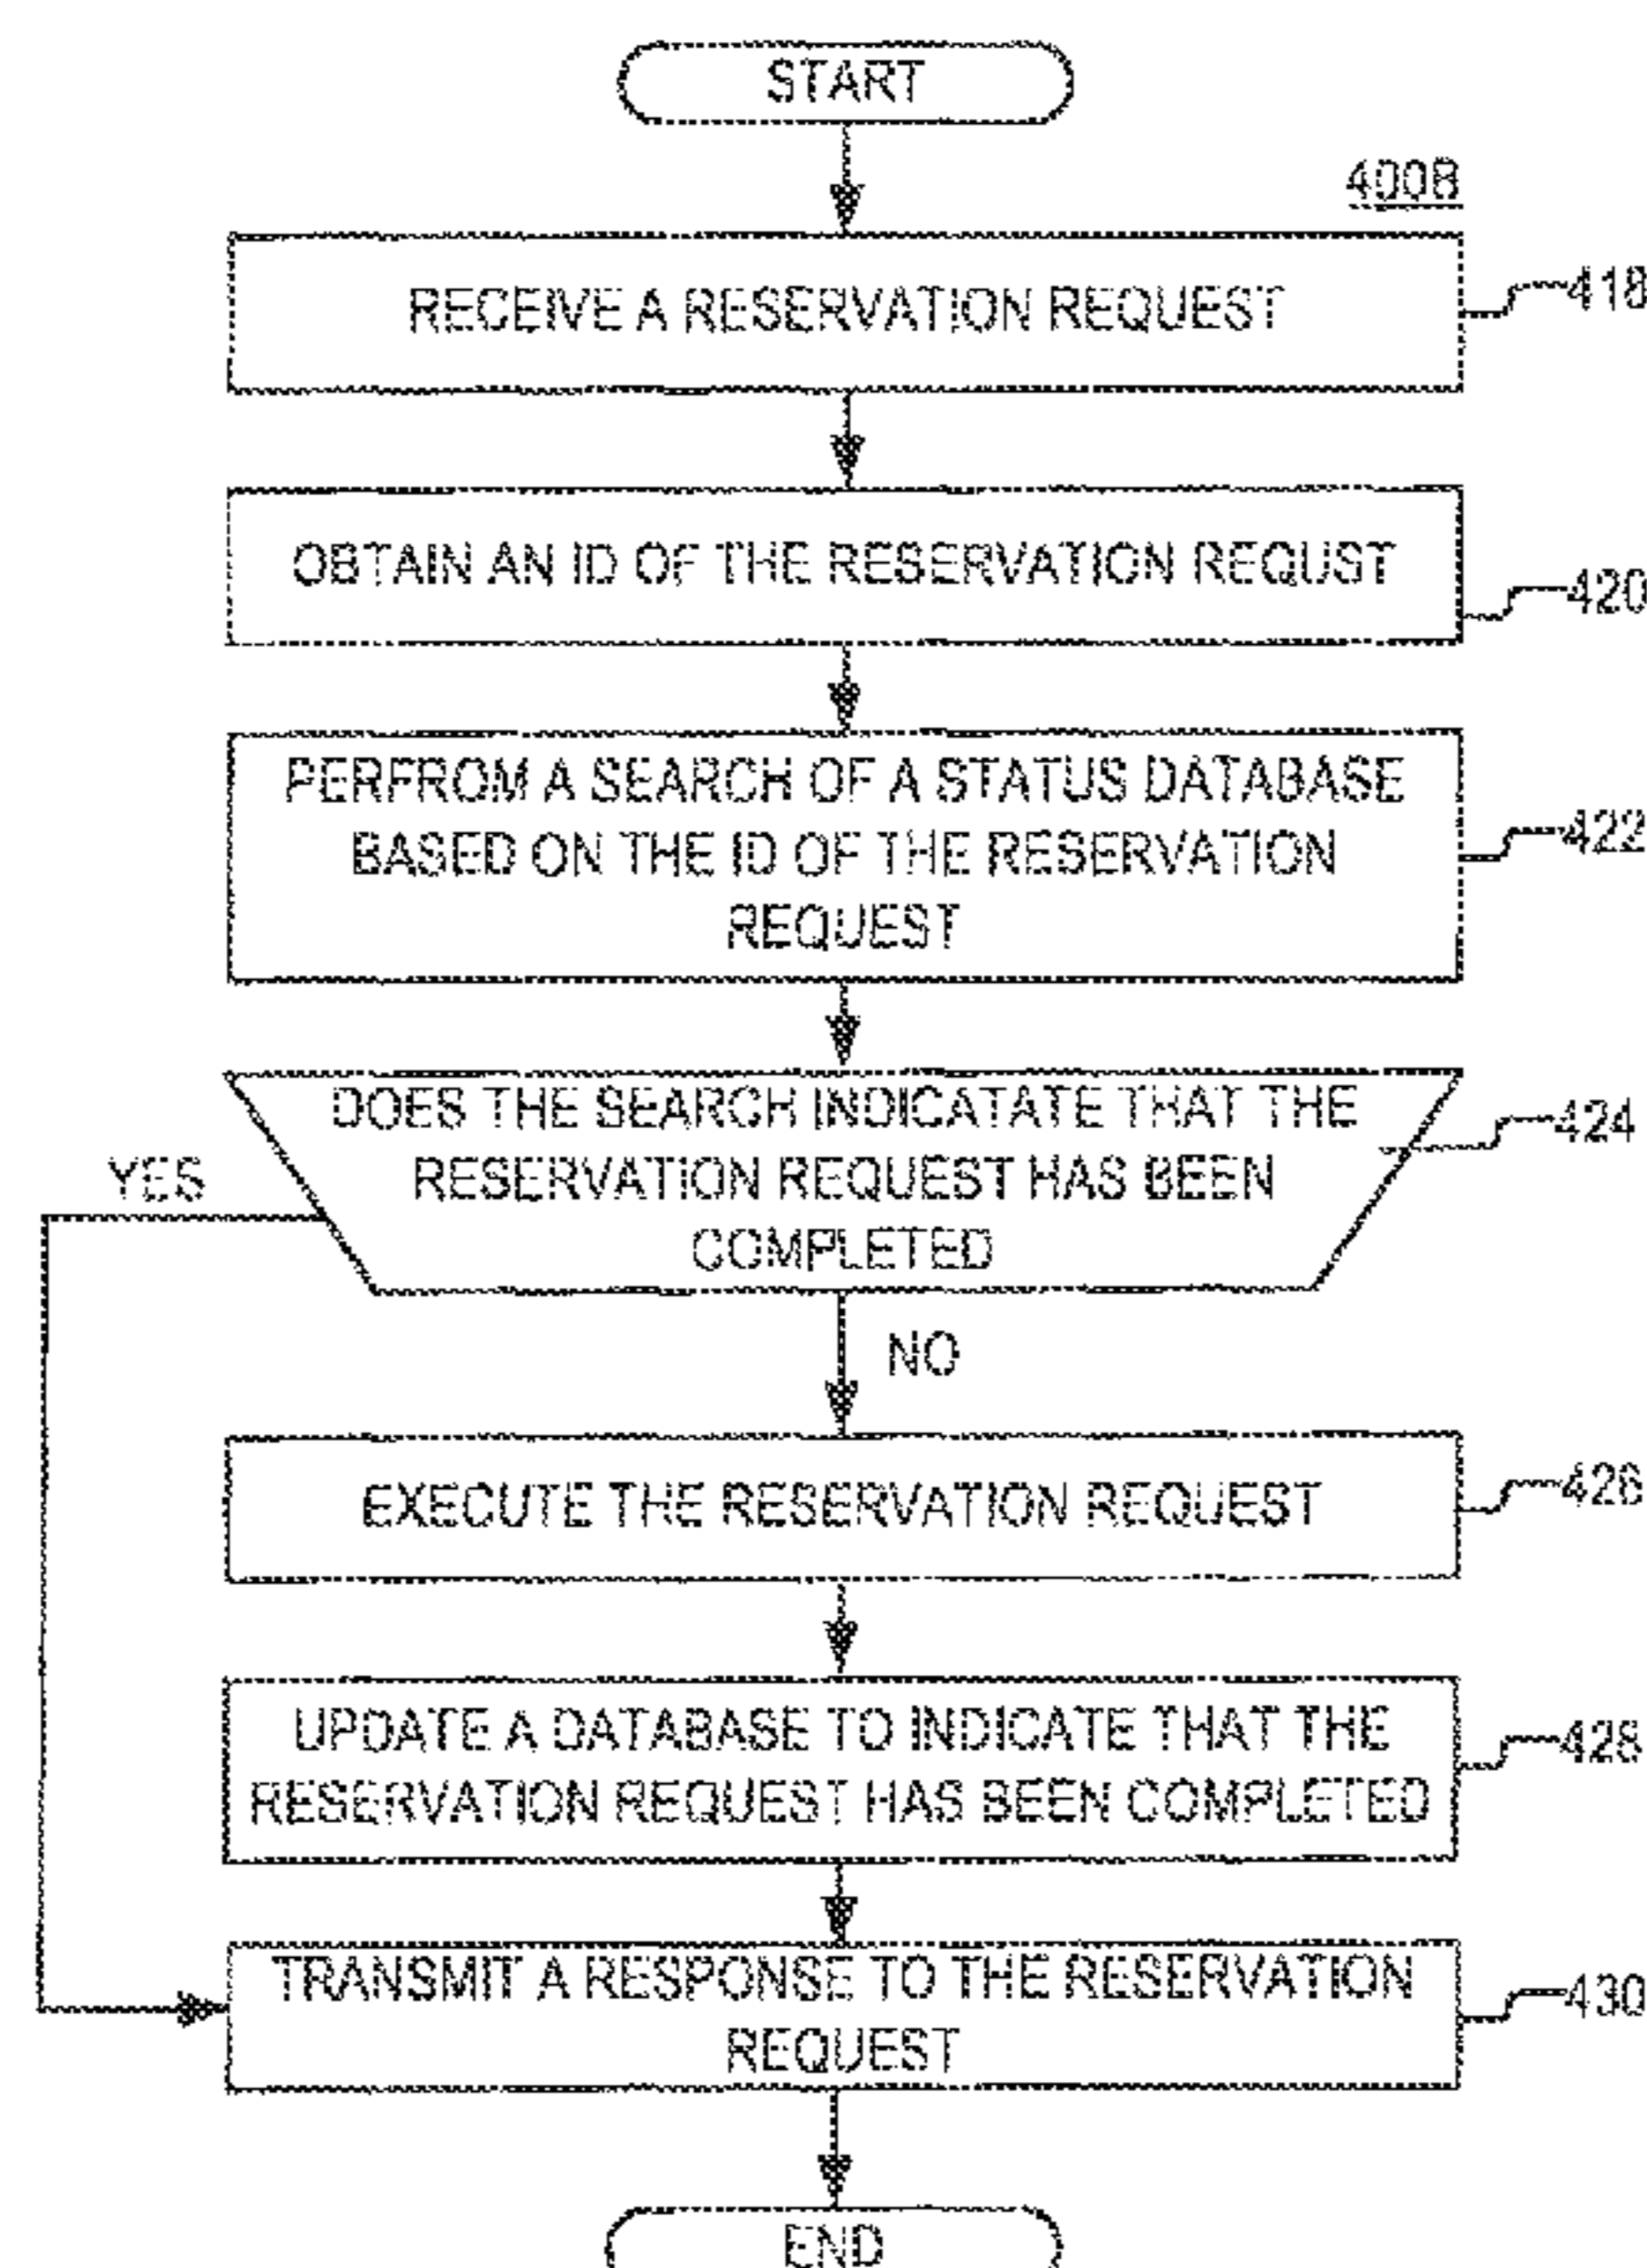 START
400B
RECEIVE A RESERVATION REQUEST
418
OBTAIN AN ID OF THE RESERVATION REQUST
420
PERFROM A SEARCH OF A STATUS DATABASE
BASED ON THE ID OF THE RESERVATION
REQUEST
422
DOES THE SEARCH INDICATATE THAT THE
RESERVATION REQUEST HAS BEEN
COMPLETED
424
YES
NO
EXECUTE THE RESERVATION REQUEST
426
UPDATE A DATABASE TO INDICATE THAT THE
RESERVATION REQUEST HAS BEEN COMPLETED
428
TRANSMIT A RESPONSE TO THE RESERVATION
REQUEST
430
END